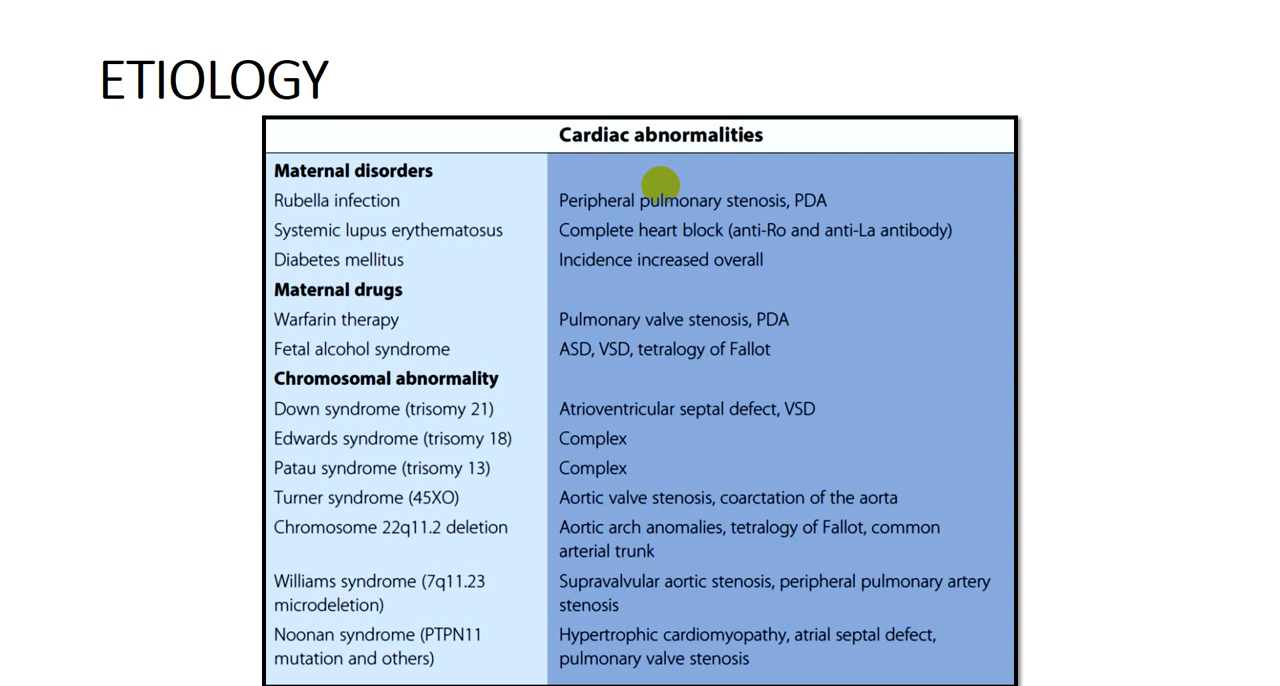 ETIOLOGY
Cardiac abnormalities
Maternal disorders
Rubella infection Peripheral pulmonary stenosis, PDA
Systemic lupus erythematosus Complete heart block (anti-Ro and anti-La antibody)
Diabetes mellitus Incidence increased overall
Maternal drugs
Warfarin therapy Pulmonary valve stenosis, PDA
Fetal alcohol syndrome ASD, VSD, tetralogy of Fallot
Chromosomal abnormality
Down syndrome (trisomy 21) Atrioventricular septal defect, VSD
Edwards syndrome (trisomy 18) Complex
Patau syndrome (trisomy 13) Complex
Turner syndrome (45XO) Aortic valve stenosis, coarctation of the aorta
Chromosome 22q11.2 deletion Aortic arch anomalies, tetralogy of Fallot, common
arterial trunk
Williams syndrome (7q11.23 Supravalvular aortic stenosis, peripheral pulmonary artery
microdeletion) stenosis
Noonan syndrome (PTPN11 Hypertrophic cardiomyopathy, atrial septal defect,
mutation and others) pulmonary valve stenosis